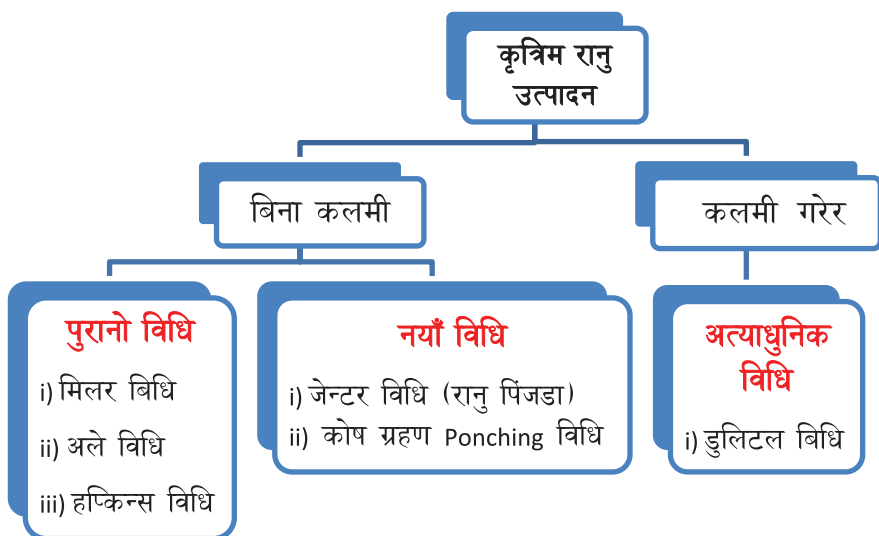 कृत्रिम रानु
उत्पादन
बिना कलमी
कलमी गरेर
पुरानो विधि
i) मिलर बिधि
ii) अले विधि
iii) हप्किन्स विधि
नयाँ विधि
i) जेन्टर विधि (रानु पिंजडा)
ii) कोष ग्रहण Ponching विधि
अत्याधुनिक
विधि
i) डुलिटल बिधि